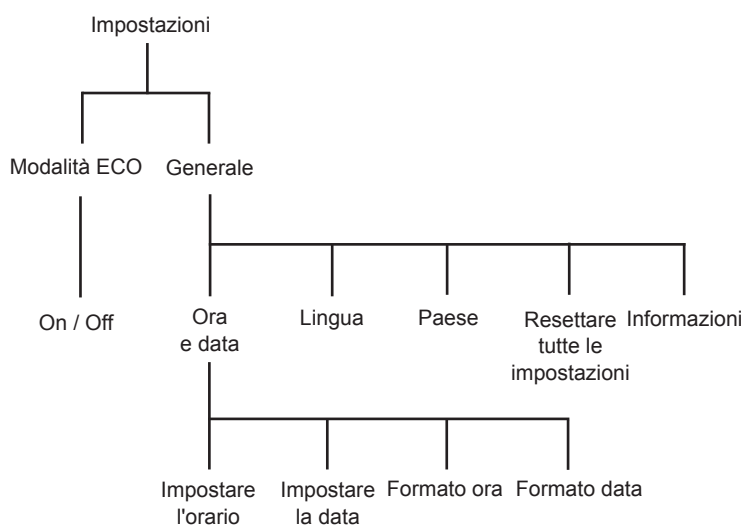 Impostazioni
Modalità ECO Generale
On / Off
Ora
e data
Lingua
Paese
Resettare
tutte le
impostazioni
Informazioni
Impostare
l'orario
Impostare
la data
Formato ora
Formato data